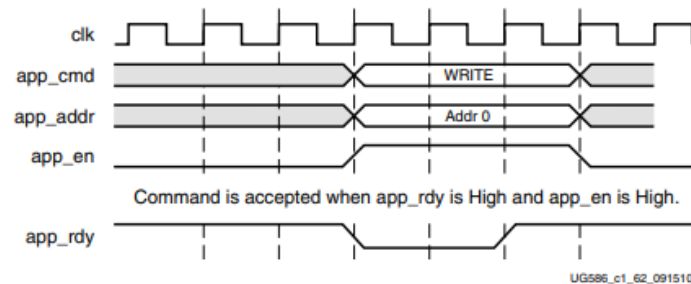 clk
app_cmd WRITE
app_addr Addr 0
app_en
Command is accepted when app_rdy is High and app_en is High.
app_rdy
UG586_c1_62_091510